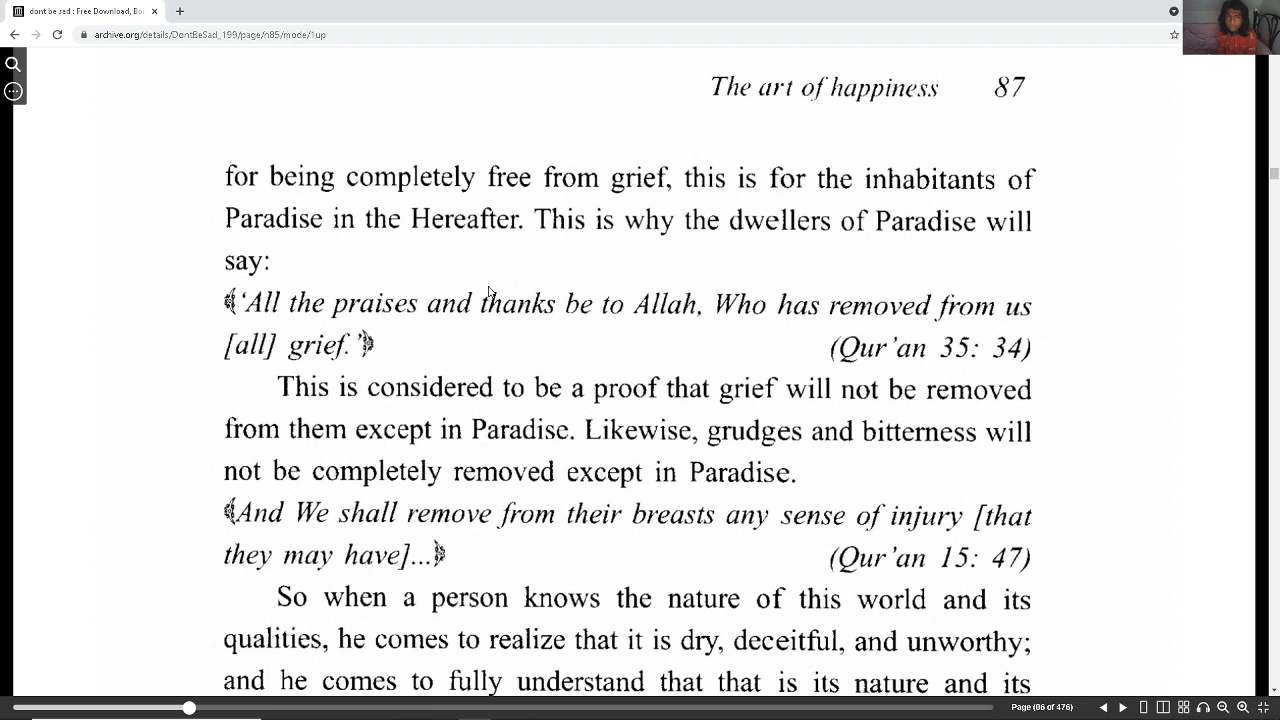 dont be sad : Free Download, Bor
archive.org/details/DontBeSad_199/page/n85/mode/1up
The art of happiness 87
for being completely free from grief, this is for the inhabitants of
Paradise in the Hereafter. This is why the dwellers of Paradise will
say:
﴾‘All the praises and thanks be to Allah, Who has removed from us
[all] grief.’﴿ (Qur’an 35: 34)
This is considered to be a proof that grief will not be removed
from them except in Paradise. Likewise, grudges and bitterness will
not be completely removed except in Paradise.
﴾And We shall remove from their breasts any sense of injury [that
they may have]...﴿ (Qur’an 15: 47)
So when a person knows the nature of this world and its
qualities, he comes to realize that it is dry, deceitful, and unworthy;
and he comes to fully understand that that is its nature and its
Page (86 of 476)